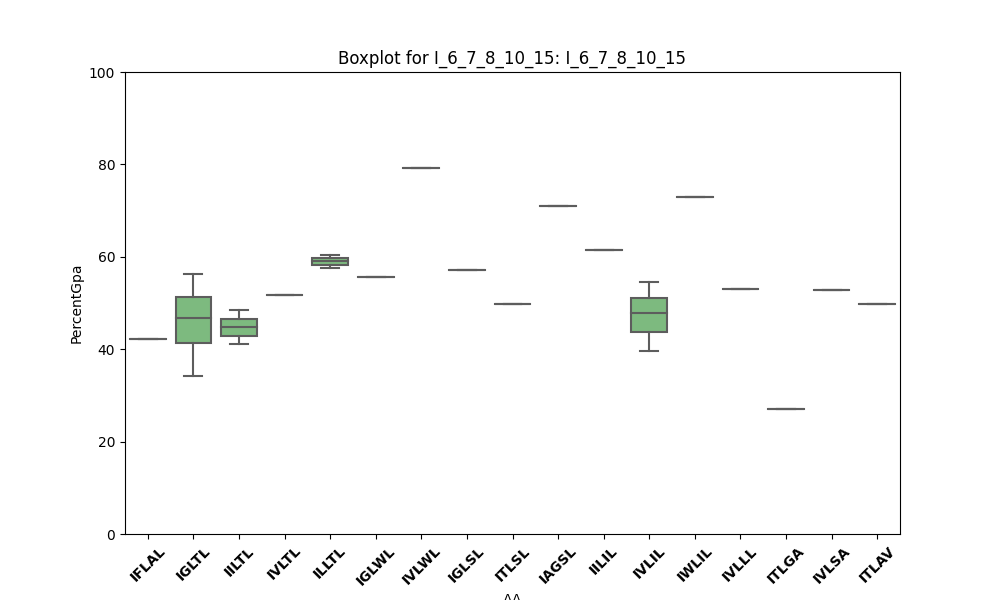 Boxplot for I_6_7_8_10_15: I_6_7_8_10_15
100
80
60
40
20
0
PercentGpa
IFLAL
IGLTL
IILTL
IVLTL
ILLTL
IGLWL
IVLWL
IGLSL
ITLSL
IAGSL
IILIL
IVLIL
IWLIL
IVLLL
ITLGA
IVLSA
ITLAV